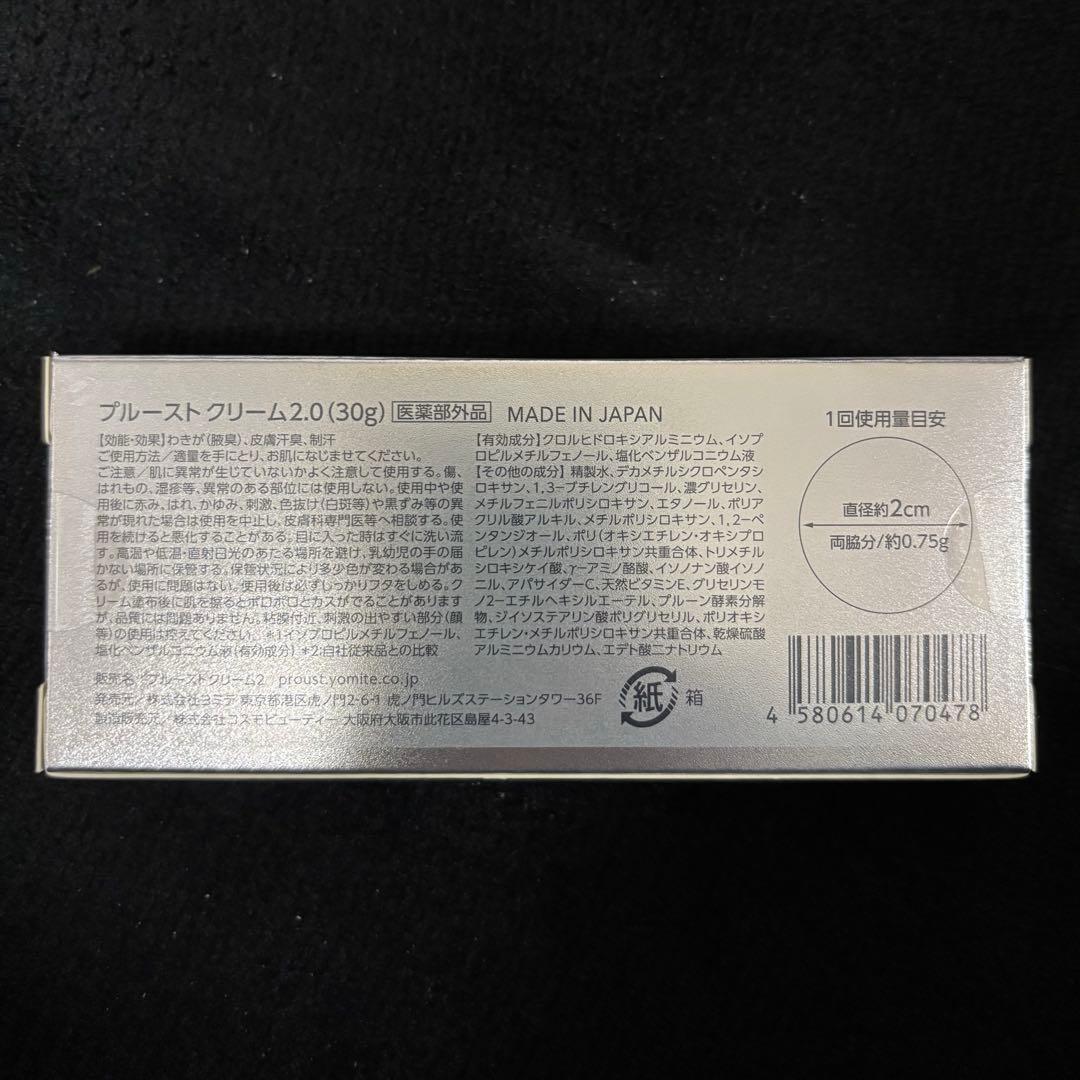 プルースト クリーム2.0（30g） 医薬部外品 MADE IN JAPAN
【効能・効果】わきが（腋臭）、皮膚汗臭、制汗
ご使用方法／適量を手にとり、お肌になじませてください。
ご注意／肌に異常が生じていないかよく注意して使用する。傷、
はれもの、湿疹等、異常のある部位には使用しない。使用中や使
用後に赤み、はれ、かゆみ、刺激、色抜け（白斑等）や黒ずみ等の異
常が現れた場合は使用を中止し、皮膚科専門医等へ相談する。使
用を続けると悪化することがある。目に入った時はすぐに洗い流
す。高温や低温・直射日光のあたる場所を避け、乳幼児の手の届
かない場所に保管する。保管状況により多少色が変わる場合があ
るが、使用に問題はない。使用後は必ずしっかりフタをしめる。ク
リーム塗布後に肌を擦るとポロポロとカスがでることがあります
が、品質には問題ありません。粘膜付近、刺激の出やすい部分（顔
等）の使用は控えてください。 *1イソプロピルメチルフェノール、
塩化ベンザルコニウム液（有効成分） *2:自社従来品との比較
【有効成分】クロルヒドロキシアルミニウム、イソプ
ロピルメチルフェノール、塩化ベンザルコニウム液
【その他の成分】 精製水、デカメチルシクロペンタシ
ロキサン、1,3-ブチレングリコール、濃グリセリン、
メチルフェニルポリシロキサン、エタノール、ポリア
クリル酸アルキル、メチルポリシロキサン、1,2-ペ
ンタンジオール、ポリ（オキシエチレン・オキシプロ
ピレン）メチルポリシロキサン共重合体、トリメチル
シロキシケイ酸、γ-アミノ酪酸、イソノナン酸イソノ
ニル、アパサイダーC、天然ビタミンE、グリセリンモ
ノ2-エチルヘキシルエーテル、プルーン酵素分解
物、ジイソステアリン酸ポリグリセリル、ポリオキシ
エチレン・メチルポリシロキサン共重合体、乾燥硫酸
アルミニウムカリウム、エデト酸二ナトリウム
販売名／プルーストクリーム2 proust.yomite.co.jp
発売元／株式会社ヨミテ 東京都港区虎ノ門2-6-1 虎ノ門ヒルズステーションタワー36F
製造販売元／株式会社コスモビューティー 大阪府大阪市此花区島屋4-3-43
紙 箱
1回使用量目安
直径約2cm
両脇分/約0.75g
4 580614 070478